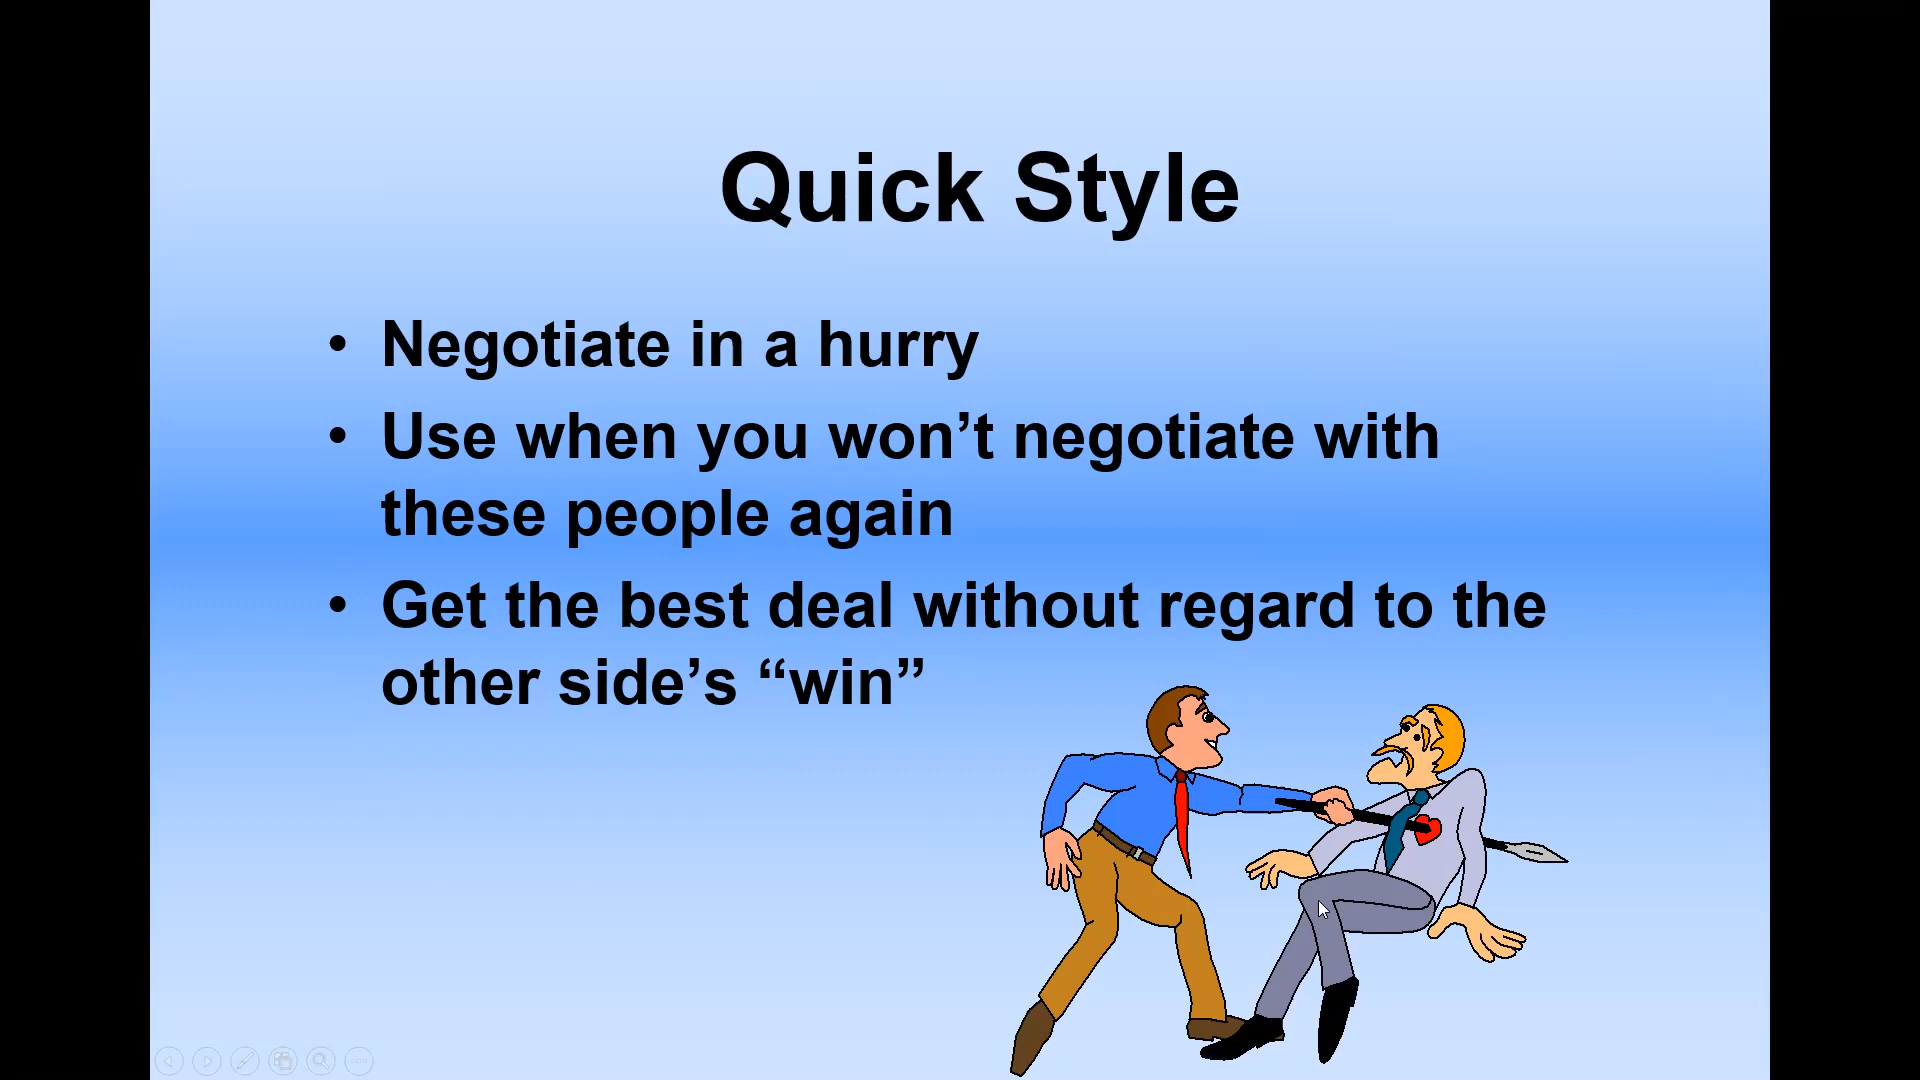 Quick Style
• Negotiate in a hurry
• Use when you won’t negotiate with
these people again
• Get the best deal without regard to the
other side’s “win”